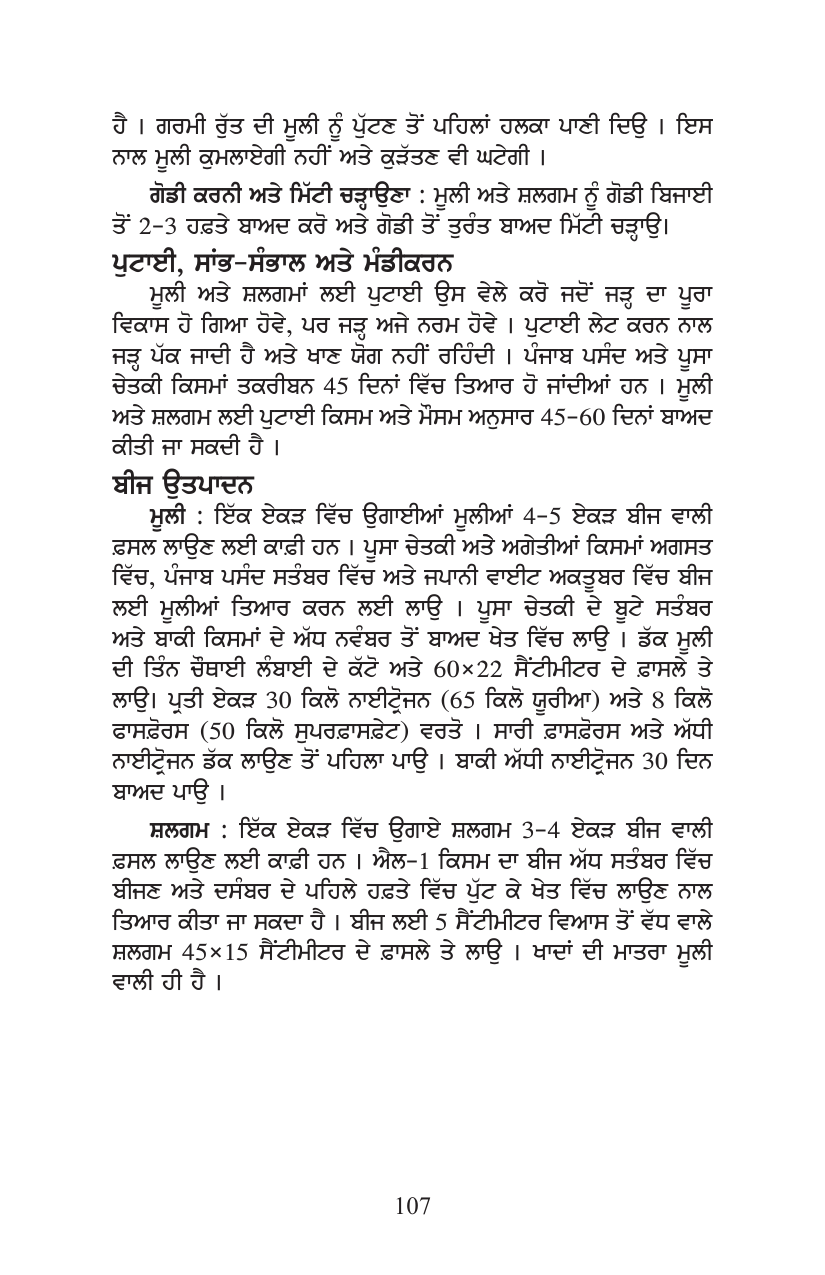 ਹੈ । ਗਰਮੀ ਰੁੱਤ ਦੀ ਮੂਲੀ ਨੂੰ ਪੁੱਟਣ ਤੋਂ ਪਹਿਲਾਂ ਹਲਕਾ ਪਾਣੀ ਦਿਉ । ਇਸ
ਨਾਲ ਮੂਲੀ ਕੁਮਲਾਏਗੀ ਨਹੀਂ ਅਤੇ ਕੁੜੱਤਣ ਵੀ ਘਟੇਗੀ ।
ਗੋਡੀ ਕਰਨੀ ਅਤੇ ਮਿੱਟੀ ਚੜ੍ਹਾਉਣਾ : ਮੂਲੀ ਅਤੇ ਸ਼ਲਗਮ ਨੂੰ ਗੋਡੀ ਬਿਜਾਈ
ਤੋਂ 2-3 ਹਫ਼ਤੇ ਬਾਅਦ ਕਰੋ ਅਤੇ ਗੋਡੀ ਤੋਂ ਤੁਰੰਤ ਬਾਅਦ ਮਿੱਟੀ ਚੜ੍ਹਾਉ।
ਪੁਟਾਈ, ਸਾਂਭ-ਸੰਭਾਲ ਅਤੇ ਮੰਡੀਕਰਨ
ਮੂਲੀ ਅਤੇ ਸ਼ਲਗਮਾਂ ਲਈ ਪੁਟਾਈ ਉਸ ਵੇਲੇ ਕਰੋ ਜਦੋਂ ਜੜ੍ਹ ਦਾ ਪੂਰਾ
ਵਿਕਾਸ ਹੋ ਗਿਆ ਹੋਵੇ, ਪਰ ਜੜ੍ਹ ਅਜੇ ਨਰਮ ਹੋਵੇ । ਪੁਟਾਈ ਲੇਟ ਕਰਨ ਨਾਲ
ਜੜ੍ਹ ਪੱਕ ਜਾਦੀ ਹੈ ਅਤੇ ਖਾਣ ਯੋਗ ਨਹੀਂ ਰਹਿੰਦੀ । ਪੰਜਾਬ ਪਸੰਦ ਅਤੇ ਪੂਸਾ
ਚੇਤਕੀ ਕਿਸਮਾਂ ਤਕਰੀਬਨ 45 ਦਿਨਾਂ ਵਿੱਚ ਤਿਆਰ ਹੋ ਜਾਂਦੀਆਂ ਹਨ । ਮੂਲੀ
ਅਤੇ ਸ਼ਲਗਮ ਲਈ ਪੁਟਾਈ ਕਿਸਮ ਅਤੇ ਮੌਸਮ ਅਨੁਸਾਰ 45-60 ਦਿਨਾਂ ਬਾਅਦ
ਕੀਤੀ ਜਾ ਸਕਦੀ ਹੈ ।
ਬੀਜ ਉਤਪਾਦਨ
ਮੂਲੀ : ਇੱਕ ਏਕੜ ਵਿੱਚ ਉਗਾਈਆਂ ਮੂਲੀਆਂ 4-5 ਏਕੜ ਬੀਜ ਵਾਲੀ
ਫ਼ਸਲ ਲਾਉਣ ਲਈ ਕਾਫ਼ੀ ਹਨ । ਪੂਸਾ ਚੇਤਕੀ ਅਤੇ ਅਗੇਤੀਆਂ ਕਿਸਮਾਂ ਅਗਸਤ
ਵਿੱਚ, ਪੰਜਾਬ ਪਸੰਦ ਸਤੰਬਰ ਵਿੱਚ ਅਤੇ ਜਪਾਨੀ ਵਾਈਟ ਅਕਤੂਬਰ ਵਿੱਚ ਬੀਜ
ਲਈ ਮੂਲੀਆਂ ਤਿਆਰ ਕਰਨ ਲਈ ਲਾਉ । ਪੂਸਾ ਚੇਤਕੀ ਦੇ ਬੂਟੇ ਸਤੰਬਰ
ਅਤੇ ਬਾਕੀ ਕਿਸਮਾਂ ਦੇ ਅੱਧ ਨਵੰਬਰ ਤੋਂ ਬਾਅਦ ਖੇਤ ਵਿੱਚ ਲਾਉ । ਡੱਕ ਮੂਲੀ
ਦੀ ਤਿੰਨ ਚੌਥਾਈ ਲੰਬਾਈ ਦੇ ਕੱਟੋ ਅਤੇ 60×22 ਸੈਂਟੀਮੀਟਰ ਦੇ ਫ਼ਾਸਲੇ ਤੇ
ਲਾਉ। ਪ੍ਰਤੀ ਏਕੜ 30 ਕਿਲੋ ਨਾਈਟ੍ਰੋਜਨ (65 ਕਿਲੋ ਯੂਰੀਆ) ਅਤੇ 8 ਕਿਲੋ
ਫਾਸਫ਼ੋਰਸ (50 ਕਿਲੋ ਸੁਪਰਫ਼ਾਸਫ਼ੇਟ) ਵਰਤੋ । ਸਾਰੀ ਫ਼ਾਸਫ਼ੋਰਸ ਅਤੇ ਅੱਧੀ
ਨਾਈਟ੍ਰੋਜਨ ਡੱਕ ਲਾਉਣ ਤੋਂ ਪਹਿਲਾ ਪਾਉ । ਬਾਕੀ ਅੱਧੀ ਨਾਈਟ੍ਰੋਜਨ 30 ਦਿਨ
ਬਾਅਦ ਪਾਉ ।
ਸ਼ਲਗਮ : ਇੱਕ ਏਕੜ ਵਿੱਚ ਉਗਾਏ ਸ਼ਲਗਮ 3-4 ਏਕੜ ਬੀਜ ਵਾਲੀ
ਫ਼ਸਲ ਲਾਉਣ ਲਈ ਕਾਫ਼ੀ ਹਨ । ਐਲ-1 ਕਿਸਮ ਦਾ ਬੀਜ ਅੱਧ ਸਤੰਬਰ ਵਿੱਚ
ਬੀਜਣ ਅਤੇ ਦਸੰਬਰ ਦੇ ਪਹਿਲੇ ਹਫ਼ਤੇ ਵਿੱਚ ਪੁੱਟ ਕੇ ਖੇਤ ਵਿੱਚ ਲਾਉਣ ਨਾਲ
ਤਿਆਰ ਕੀਤਾ ਜਾ ਸਕਦਾ ਹੈ । ਬੀਜ ਲਈ 5 ਸੈਂਟੀਮੀਟਰ ਵਿਆਸ ਤੋਂ ਵੱਧ ਵਾਲੇ
ਸ਼ਲਗਮ 45×15 ਸੈਂਟੀਮੀਟਰ ਦੇ ਫ਼ਾਸਲੇ ਤੇ ਲਾਉ । ਖਾਦਾਂ ਦੀ ਮਾਤਰਾ ਮੂਲੀ
ਵਾਲੀ ਹੀ ਹੈ ।
107